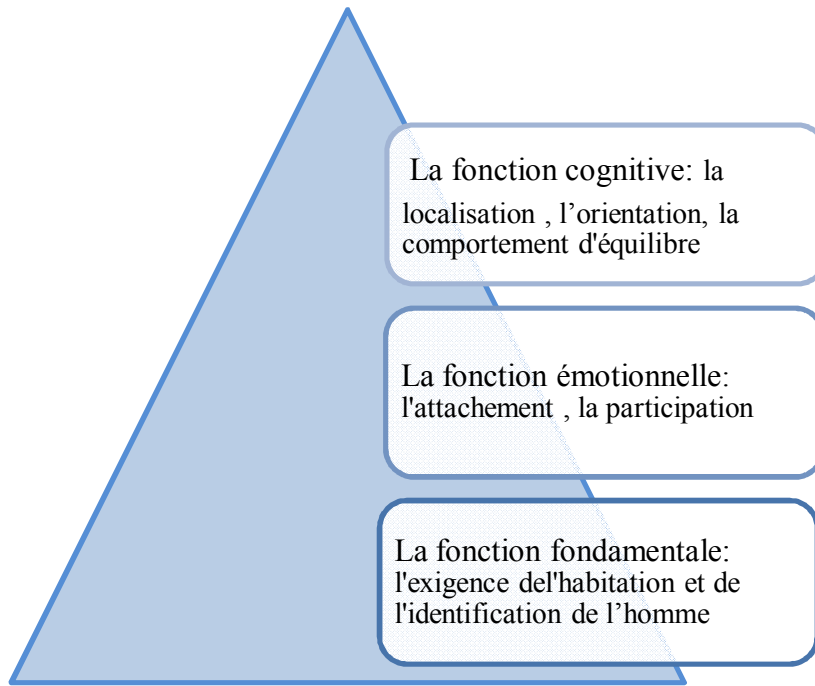 La fonction cognitive: la
localisation , l’orientation, la
comportement d'équilibre
La fonction émotionnelle:
l'attachement , la participation
La fonction fondamentale:
l'exigence del'habitation et de
l'identification de l’homme